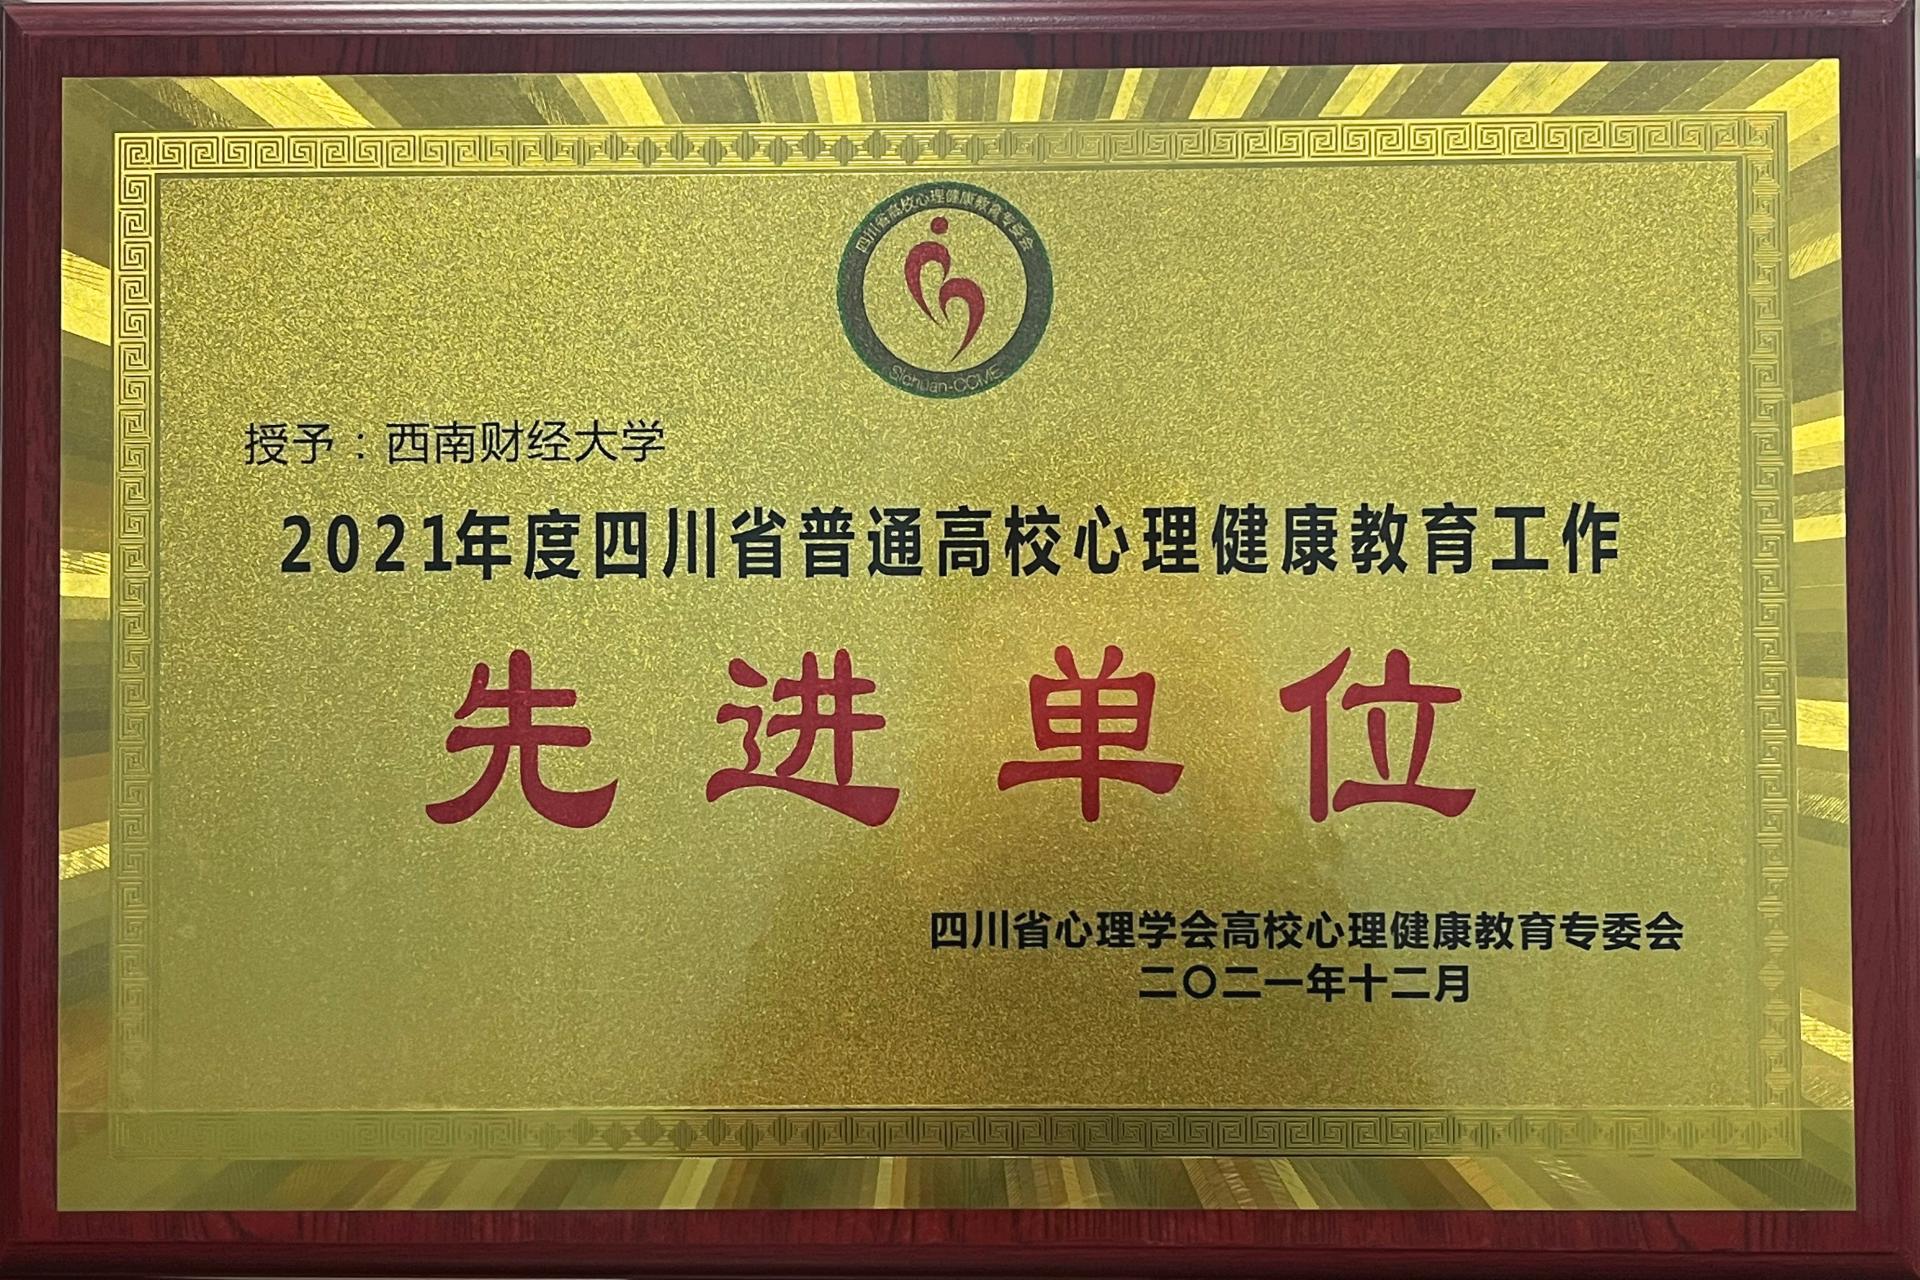 四川省高校心理健康教育专委会
Sichuan-CCME
授予：西南财经大学
2021年度四川省普通高校心理健康教育工作
先进单位
四川省心理学会高校心理健康教育专委会
二〇二一年十二月